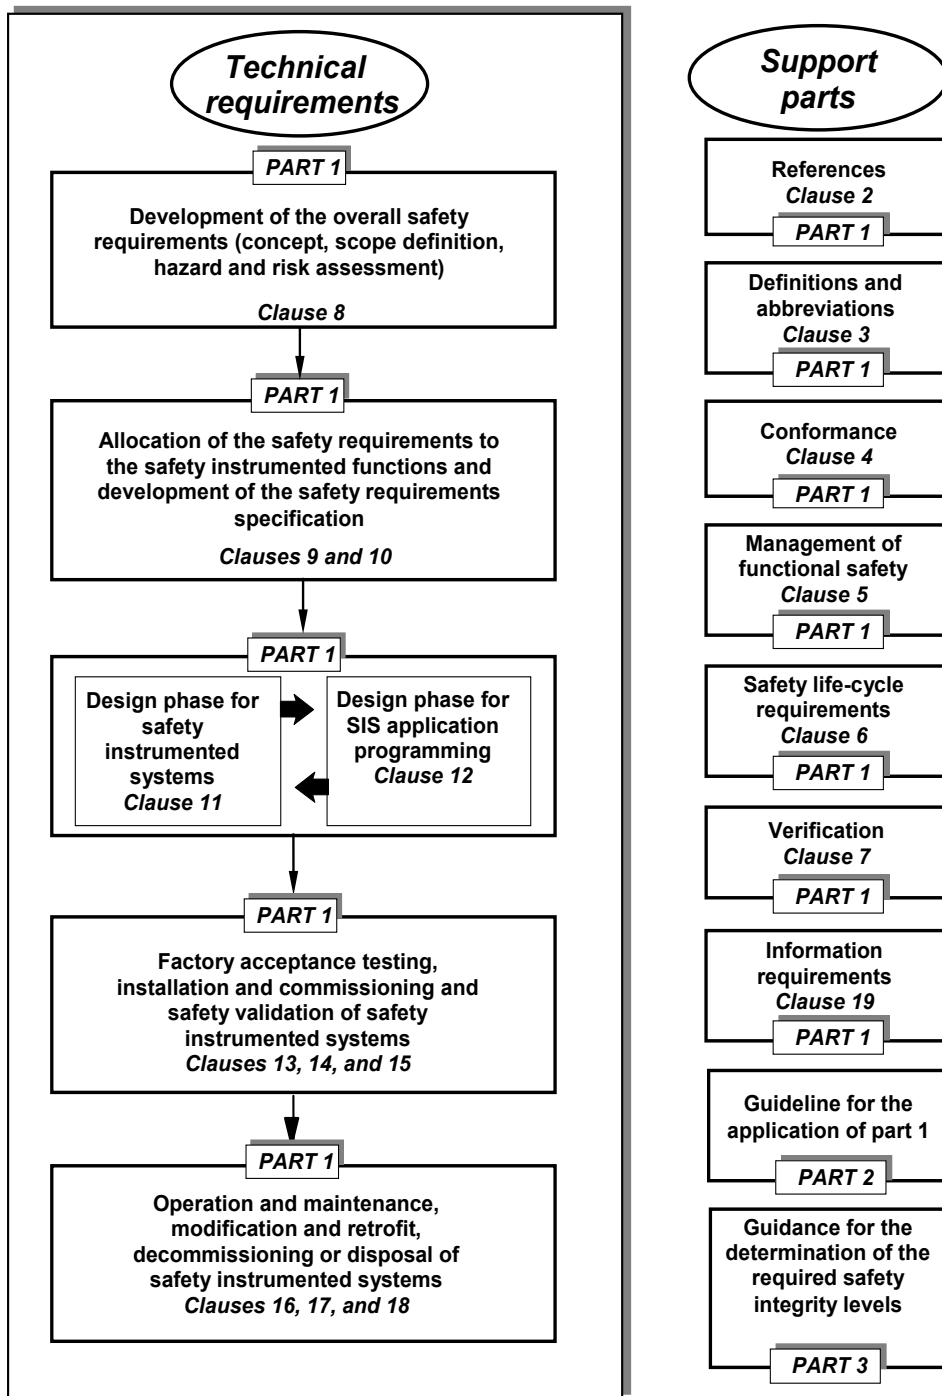 Technical
requirements
PART 1
Development of the overall safety
requirements (concept, scope definition,
hazard and risk assessment)
Clause 8
PART 1
Allocation of the safety requirements to
the safety instrumented functions and
development of the safety requirements
specification
Clauses 9 and 10
PART 1
Design phase for
safety
instrumented
systems
Clause 11
Design phase for
SIS application
programming
Clause 12
PART 1
Factory acceptance testing,
installation and commissioning and
safety validation of safety
instrumented systems
Clauses 13, 14, and 15
PART 1
Operation and maintenance,
modification and retrofit,
decommissioning or disposal of
safety instrumented systems
Clauses 16, 17, and 18
Support
parts
References
Clause 2
PART 1
Definitions and
abbreviations
Clause 3
PART 1
Conformance
Clause 4
PART 1
Management of
functional safety
Clause 5
PART 1
Safety life-cycle
requirements
Clause 6
PART 1
Verification
Clause 7
PART 1
Information
requirements
Clause 19
PART 1
Guideline for the
application of part 1
PART 2
Guidance for the
determination of the
required safety
integrity levels
PART 3